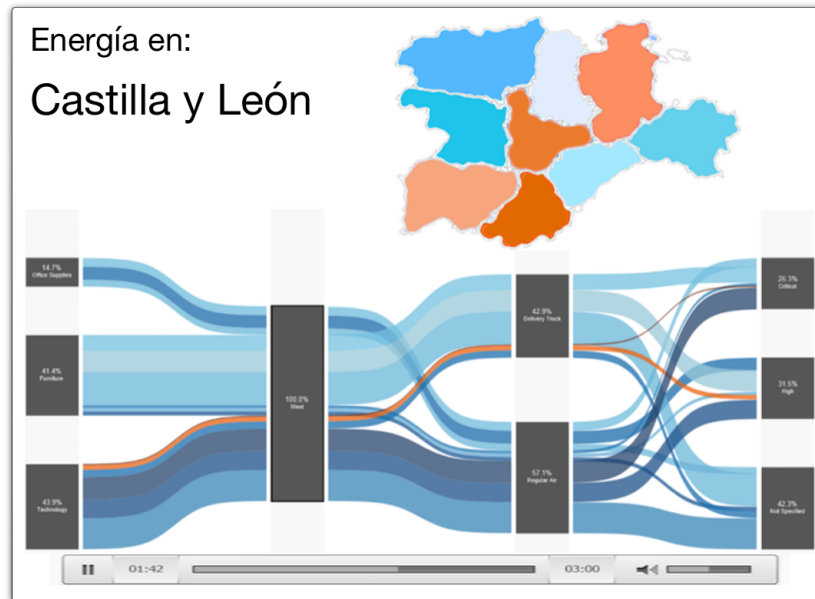 Energía en:
Castilla y León
14.7%
Office Supplies
41.4%
Furniture
43.9%
Technology
100.0%
West
42.9%
Delivery Truck
57.1%
Regular Air
26.3%
Critical
31.5%
High
42.3%
Not Specified
01:42
03:00